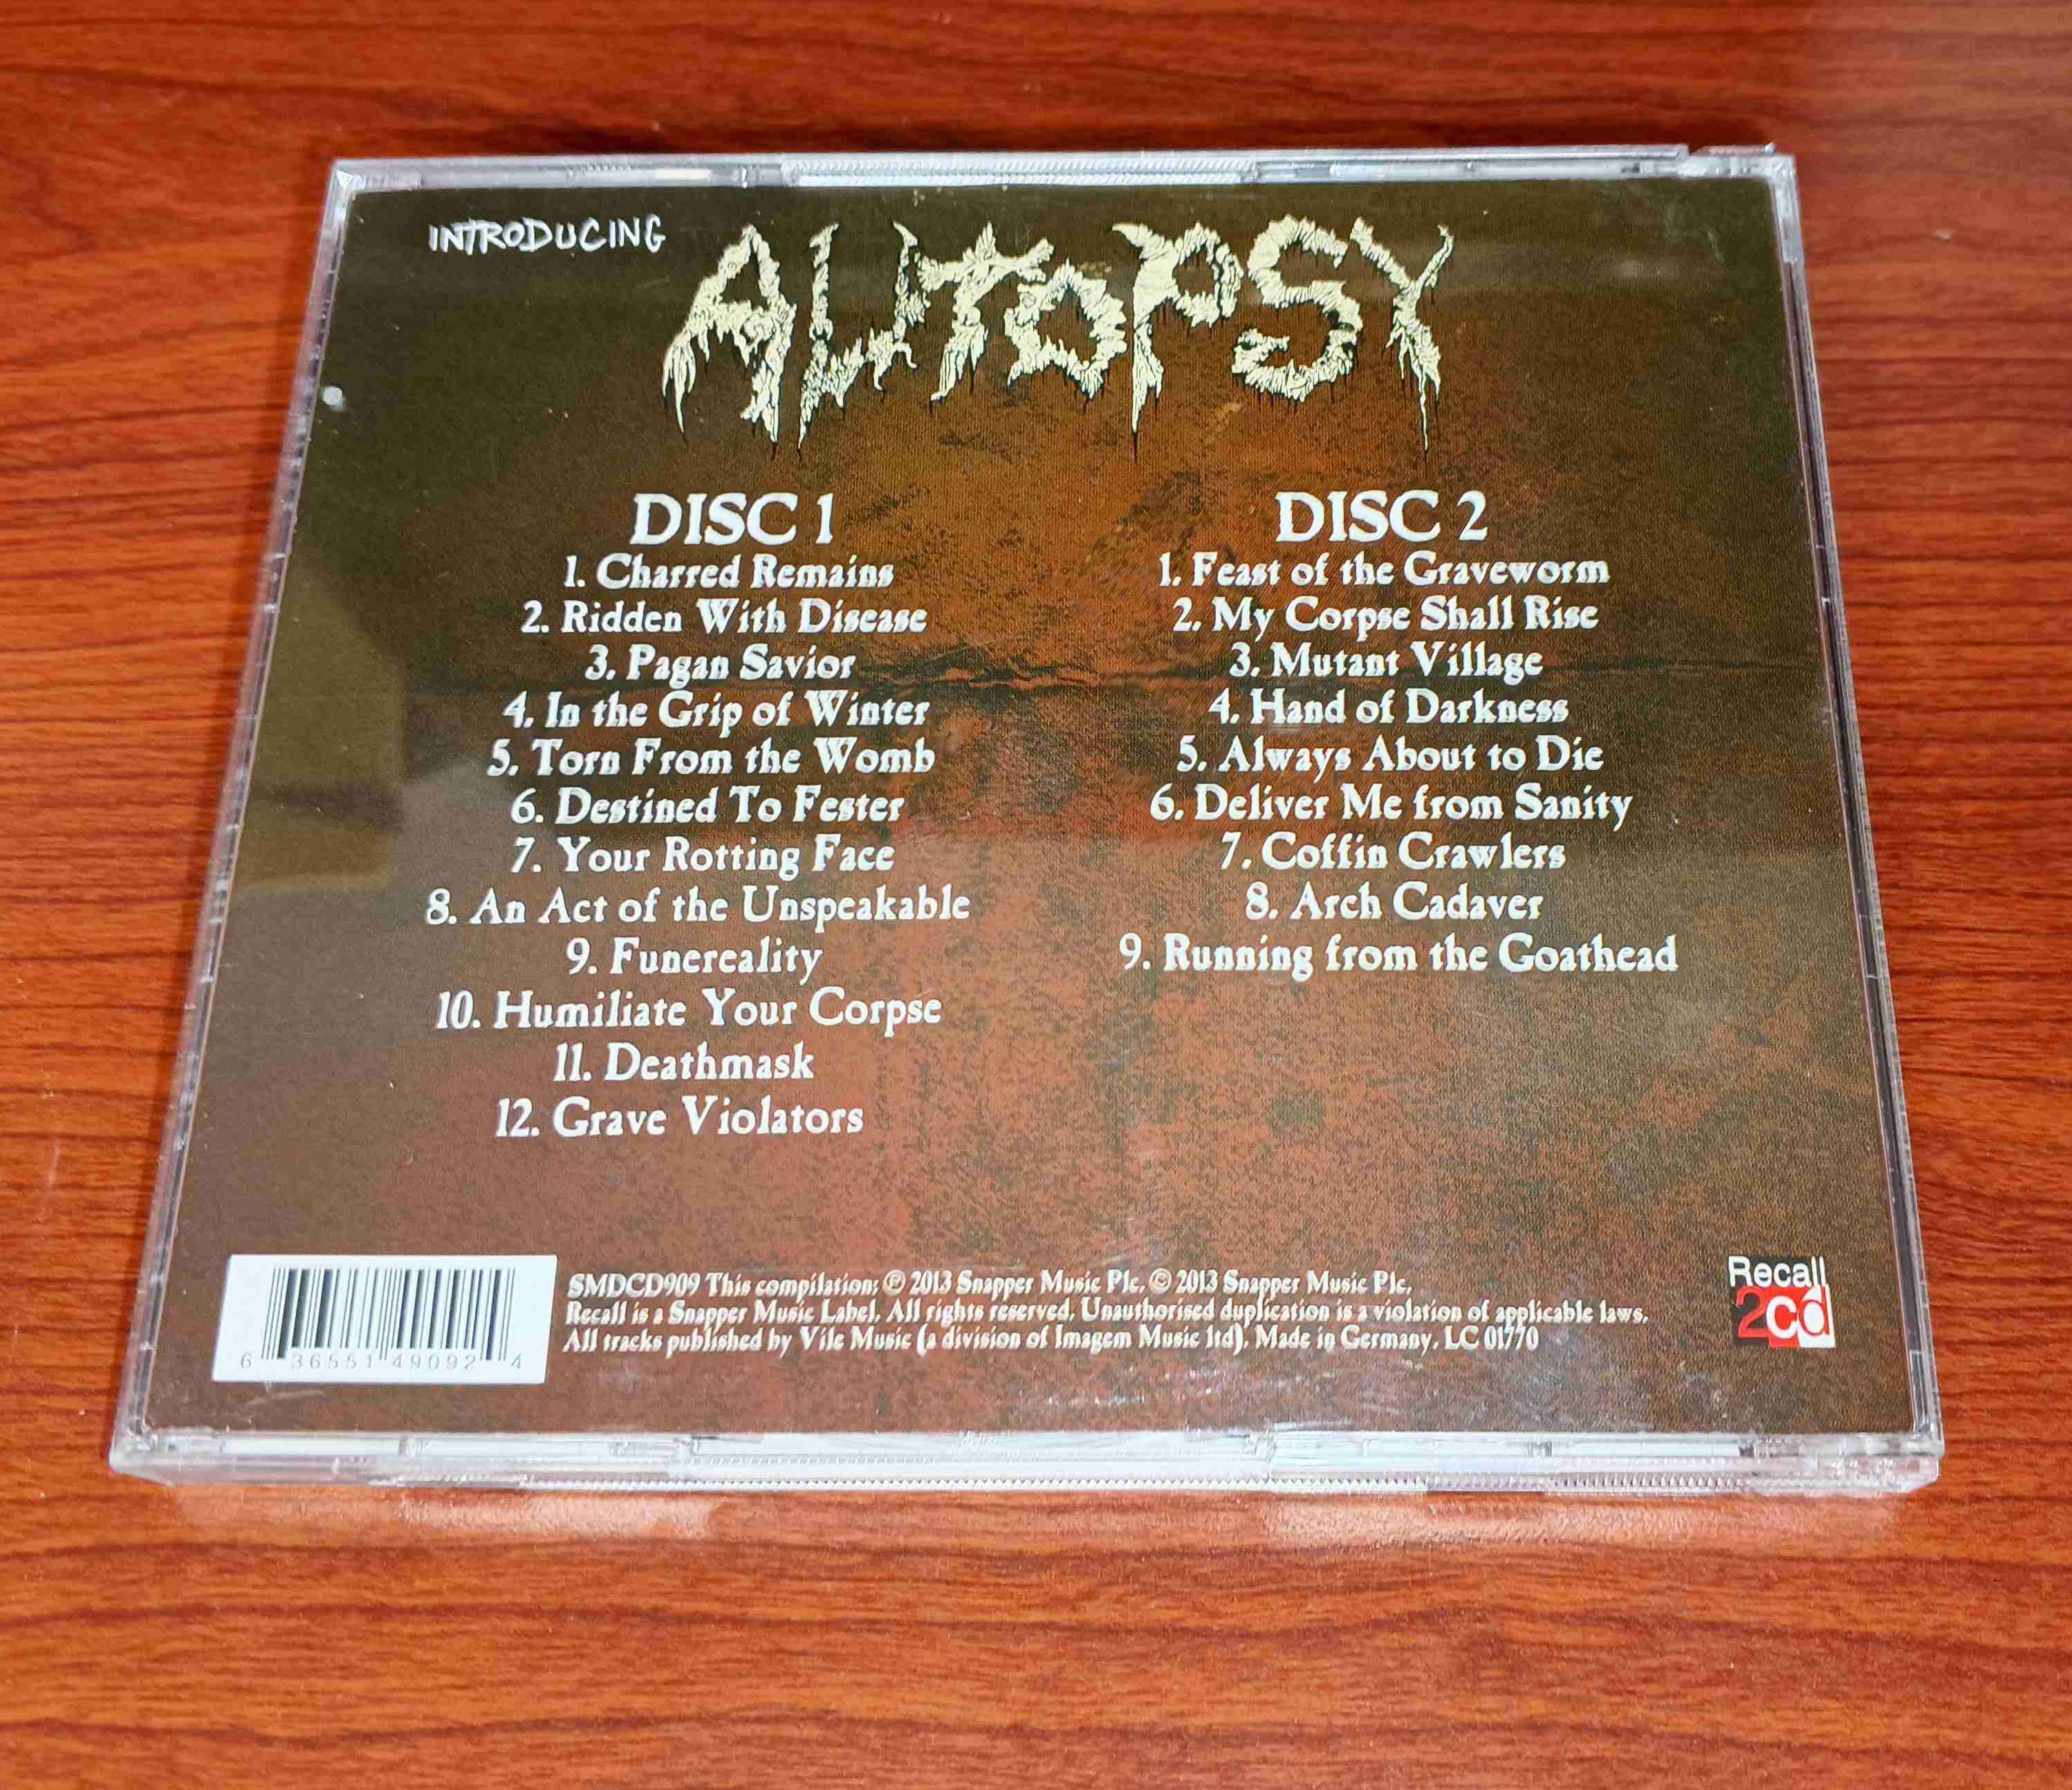 INTRODUCING AUTOPSY
DISC 1
1. Charred Remains
2. Ridden With Disease
3. Pagan Savior
4. In the Grip of Winter
5. Torn From the Womb
6. Destined To Fester
7. Your Rotting Face
8. An Act of the Unspeakable
9. Funereality
10. Humiliate Your Corpse
11. Deathmask
12. Grave Violators
DISC 2
1. Feast of the Graveworm
2. My Corpse Shall Rise
3. Mutant Village
4. Hand of Darkness
5. Always About to Die
6. Deliver Me from Sanity
7. Coffin Crawlers
8. Arch Cadaver
9. Running from the Goathead
6 36551 49092 4
SMDCD909 This compilation: ℗ 2013 Snapper Music Plc. © 2013 Snapper Music Plc.
Recall is a Snapper Music Label. All rights reserved. Unauthorised duplication is a violation of applicable laws.
All tracks published by Vile Music (a division of Imagem Music ltd). Made in Germany. LC 01770
Recall
2cd